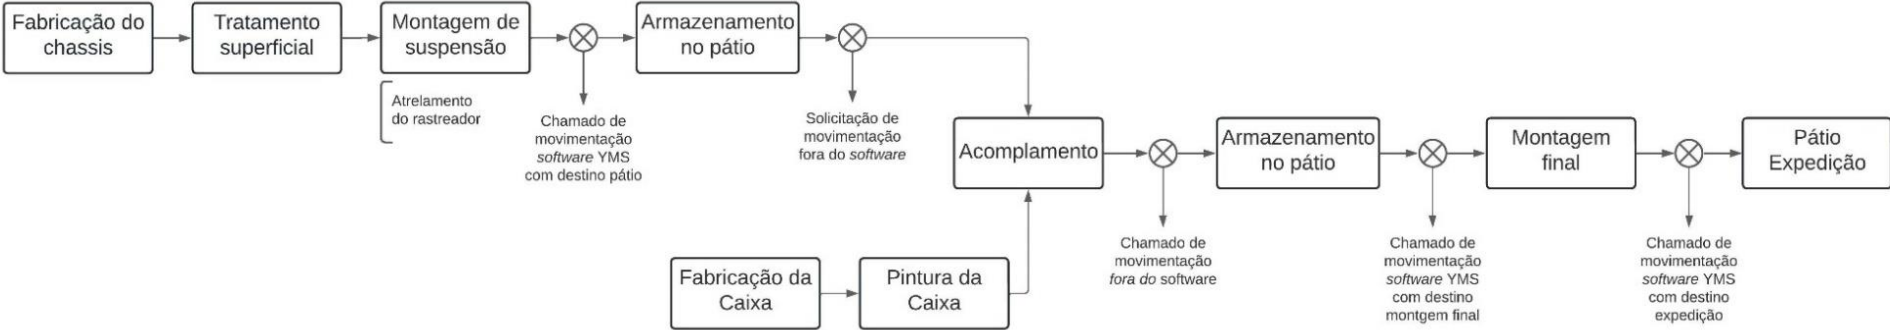 Fabricação do
chassis
Tratamento
superficial
Montagem de
suspensão
Atrelamento
do rastreador
Chamado de
movimentação
software YMS
com destino pátio
Armazenamento
no pátio
Solicitação de
movimentação
fora do software
Fabricação da
Caixa
Pintura da
Caixa
Acomplamento
Chamado de
movimentação
fora do software
Armazenamento
no pátio
Chamado de
movimentação
software YMS
com destino
montgem final
Montagem
final
Chamado de
movimentação
software YMS
com destino
expedição
Pátio
Expedição